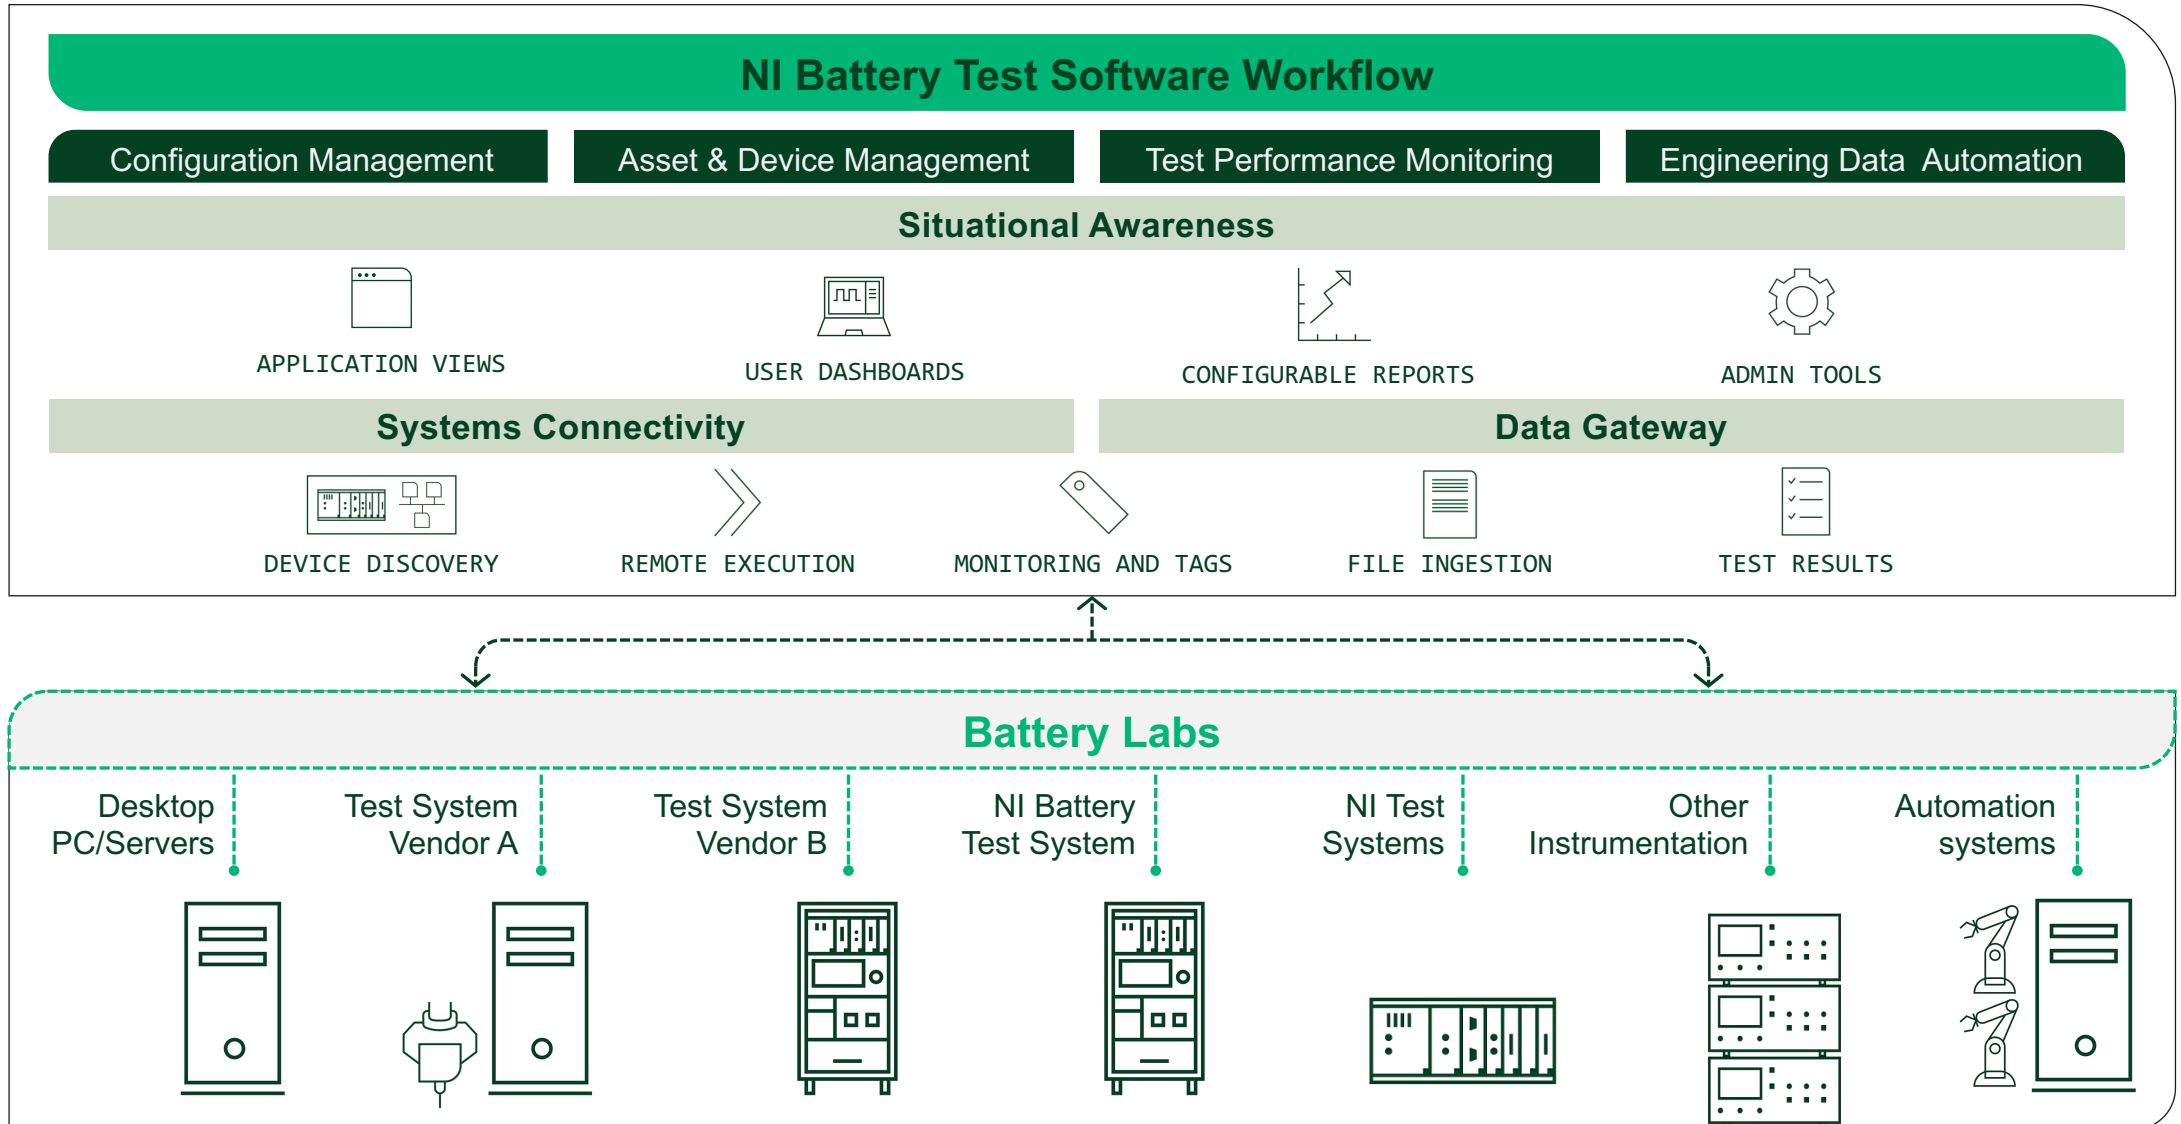 NI Battery Test Software Workflow
Configuration Management
Asset & Device Management
Test Performance Monitoring
Engineering Data Automation
Situational Awareness
APPLICATION VIEWS
USER DASHBOARDS
CONFIGURABLE REPORTS
ADMIN TOOLS
Systems Connectivity
Data Gateway
DEVICE DISCOVERY
REMOTE EXECUTION
MONITORING AND TAGS
FILE INGESTION
TEST RESULTS
Battery Labs
Desktop
PC/Servers
Test System
Vendor A
Test System
Vendor B
NI Battery
Test System
NI Test
Systems
Other
Instrumentation
Automation
systems